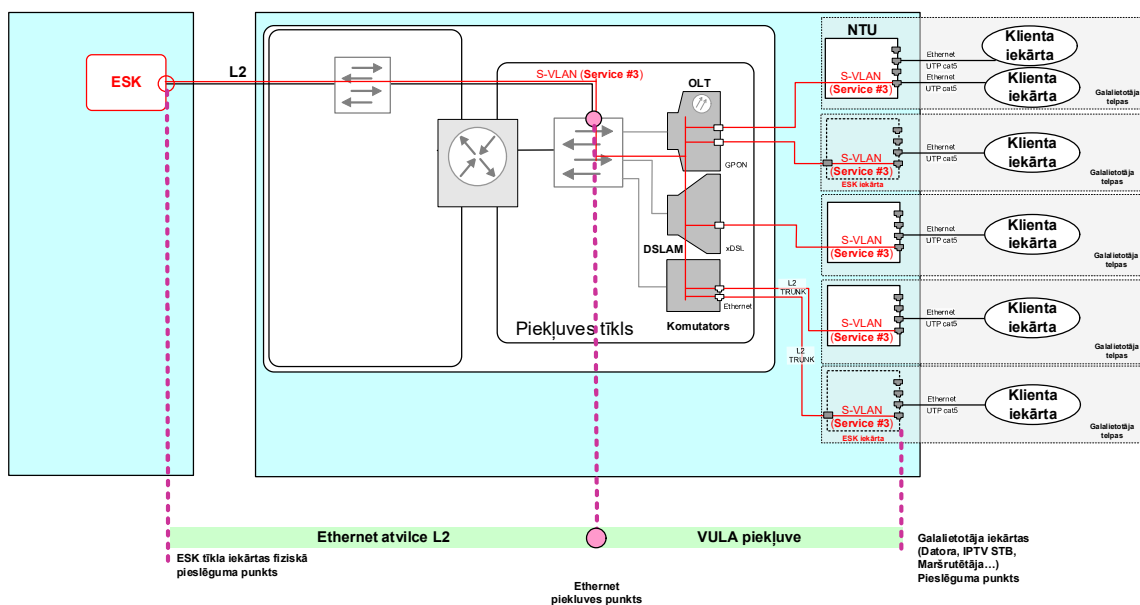 ESK
L2
S-VLAN (Service #3)
OLT
GPON
DSLAM
xDSL
Ethernet
Komutators
Piekļuves tīkls
L2
TRUNK
L2
TRUNK
NTU
S-VLAN
(Service #3)
Ethernet
UTP cat5
Ethernet
UTP cat5
Klienta
iekārta
Klienta
iekārta
Galalietotāja
telpas
S-VLAN
(Service #3)
ESK iekārta
Ethernet
UTP cat5
Klienta
iekārta
Galalietotāja
telpas
S-VLAN
(Service #3)
Ethernet
UTP cat5
Klienta
iekārta
Galalietotāja
telpas
S-VLAN
(Service #3)
Ethernet
UTP cat5
Klienta
iekārta
Galalietotāja
telpas
S-VLAN
(Service #3)
ESK iekārta
Ethernet
UTP cat5
Klienta
iekārta
Galalietotāja
telpas
Ethernet atvilce L2
VULA piekļuve
ESK tīkla iekārtas fiziskā
pieslēguma punkts
Ethernet
piekluves punkts
Galalietotāja iekārtas
(Datora, IPTV STB,
Maršrutētāja...)
Pieslēguma punkts